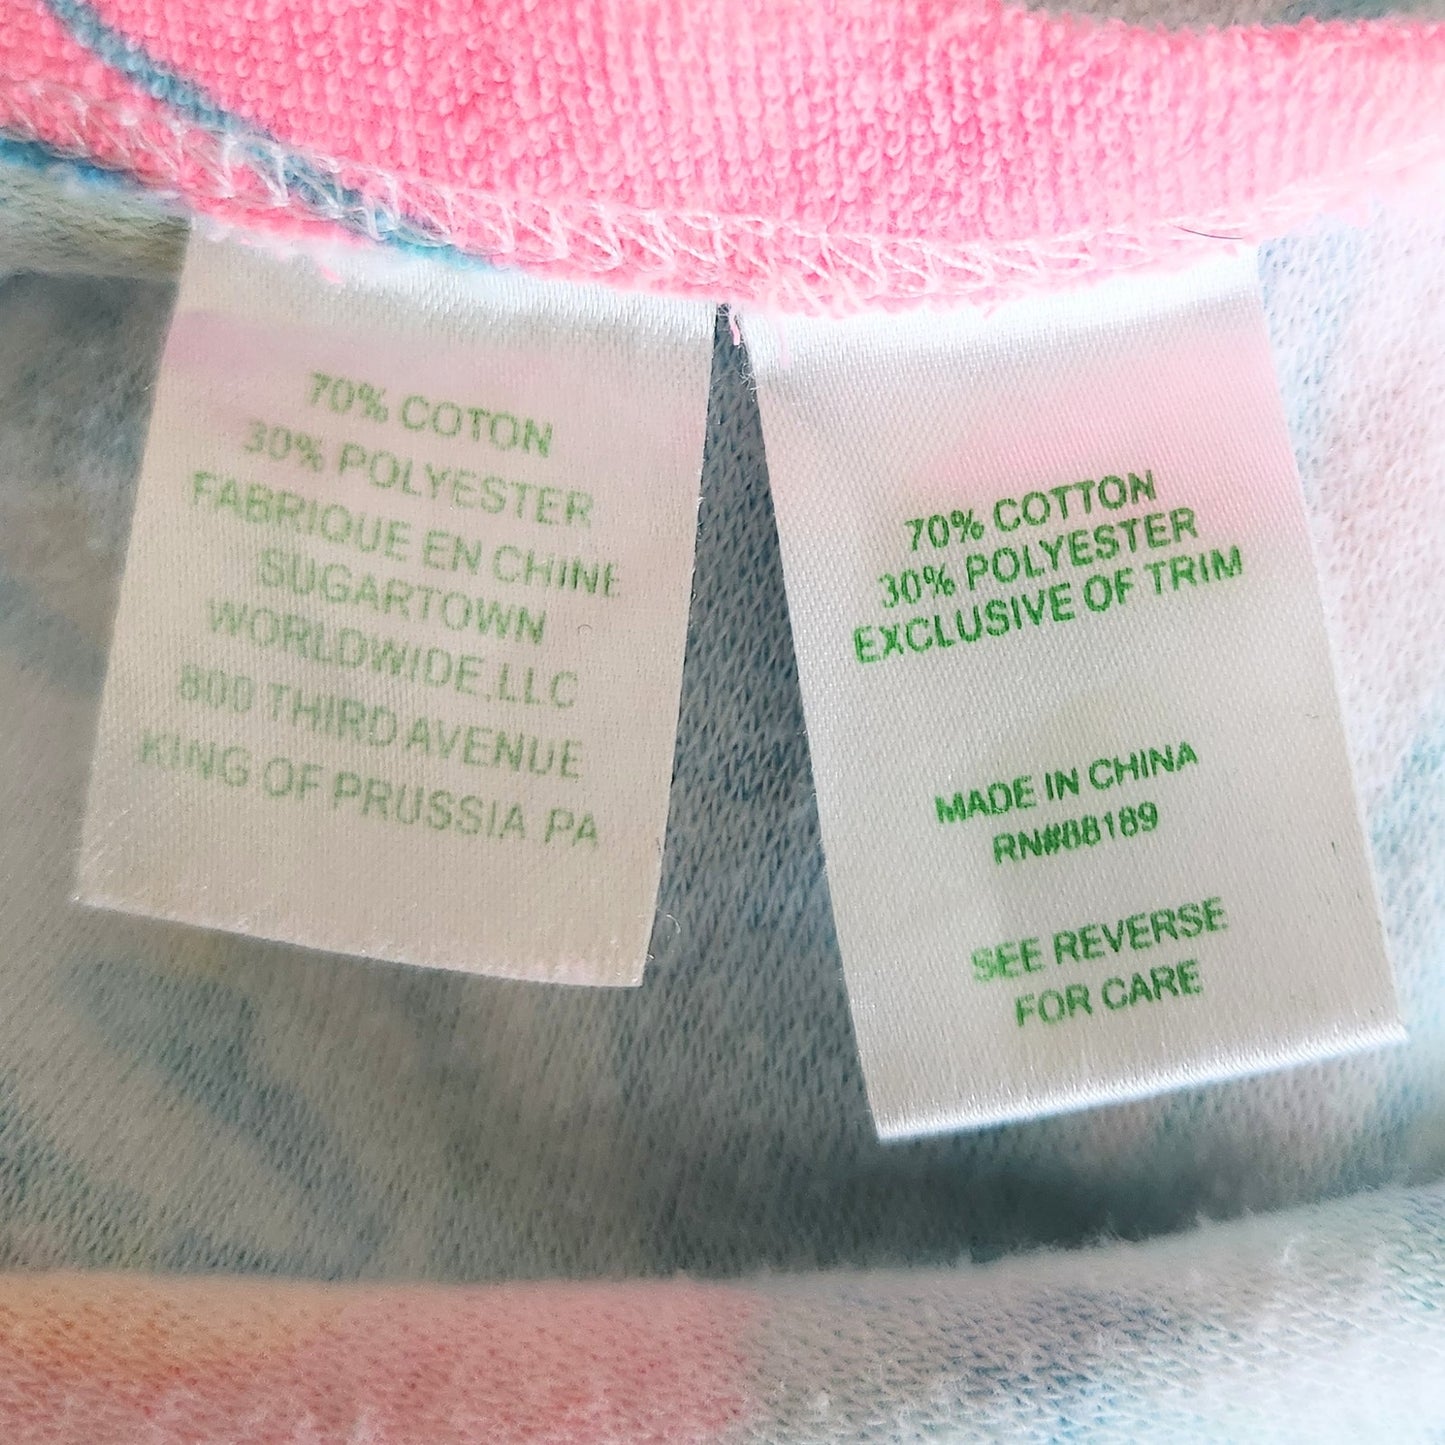 70% COTON
30% POLYESTER
FABRIQUE EN CHINE
SUGARTOWN
WORLDWIDE,LLC
800 THIRD AVENUE
KING OF PRUSSIA PA
70% COTTON
30% POLYESTER
EXCLUSIVE OF TRIM
MADE IN CHINA
RN#88189
SEE REVERSE
FOR CARE